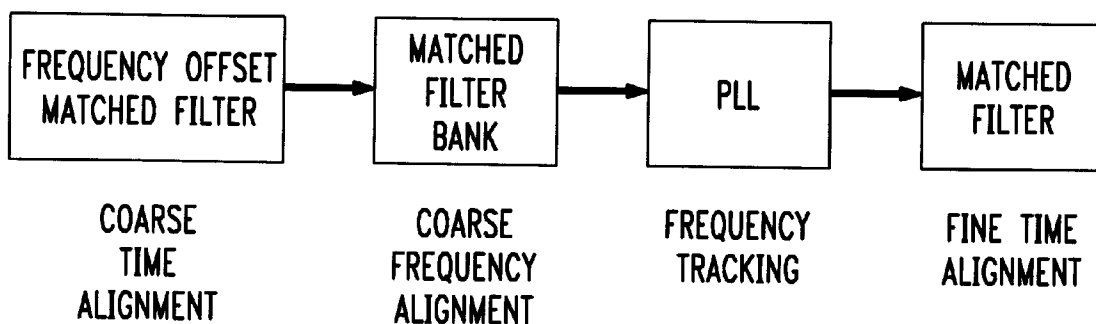 FREQUENCY OFFSET
MATCHED FILTER
MATCHED
FILTER
BANK
PLL
MATCHED
FILTER
COARSE
TIME
ALIGNMENT
COARSE
FREQUENCY
ALIGNMENT
FREQUENCY
TRACKING
FINE TIME
ALIGNMENT